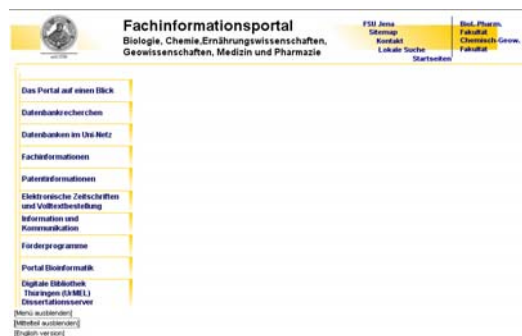 Fachinformationsportal
Biologie, Chemie,Ernährungswissenschaften,
Geowissenschaften, Medizin und Pharmazie
FSU Jena
Sitemap
Kontakt
Lokale Suche
Startseiten
Biol.-Pharm.
Fakultät
Chemisch-Geow.
Fakultät
Das Portal auf einen Blick
Datenbankrecherchen
Datenbanken im Uni-Netz
Fachinformationen
Patentinformationen
Elektronische Zeitschriften
und Volltextbestellung
Information und
Kommunikation
Förderprogramme
Portal Bioinformatik
Digitale Bibliothek
Thüringen (UrMEL)
Dissertationsserver
[Menü ausblenden]
[Mittelteil ausblenden]
[English version]